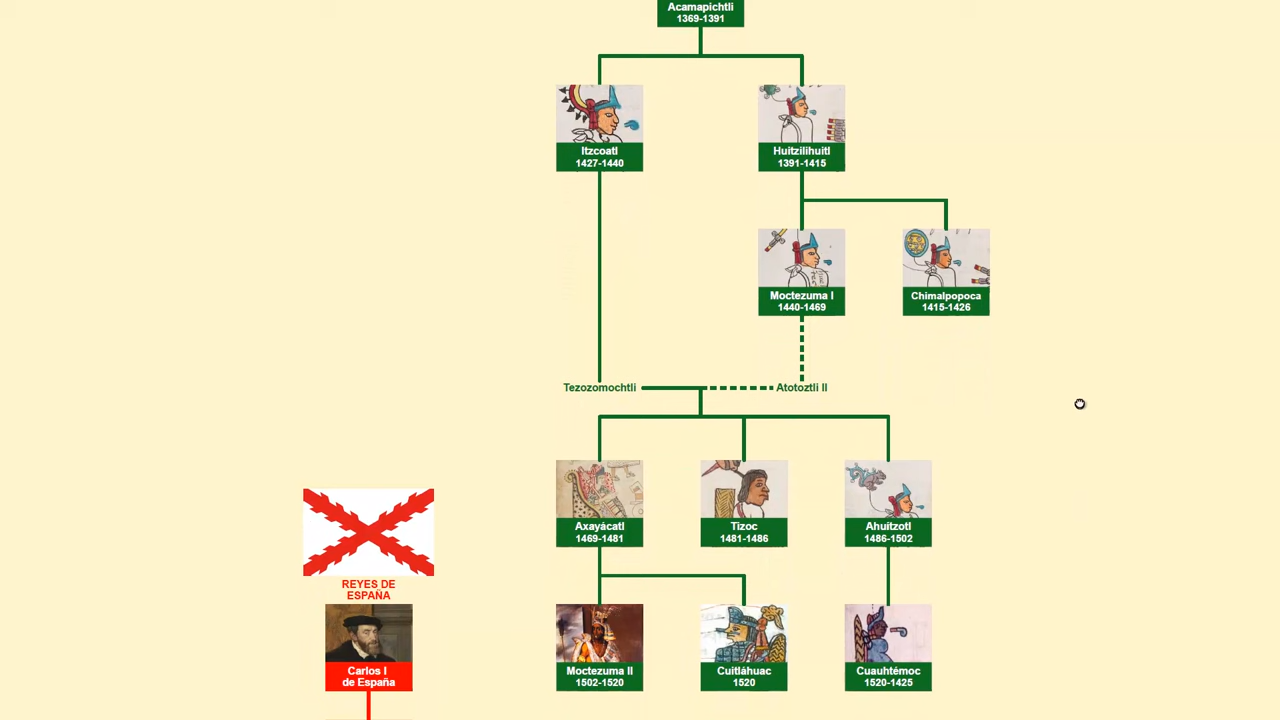 Acamapichtli
1369-1391
Itzcoatl
1427-1440
Huitzilihuitl
1391-1415
Moctezuma I
1440-1469
Chimalpopoca
1415-1426
Tezozomochtli
Atotoztli II
Axayácatl
1469-1481
Tizoc
1481-1486
Ahuitzotl
1486-1502
REYES DE
ESPAÑA
Carlos I
de España
Moctezuma II
1502-1520
Cuitláhuac
1520
Cuauhtémoc
1520-1425